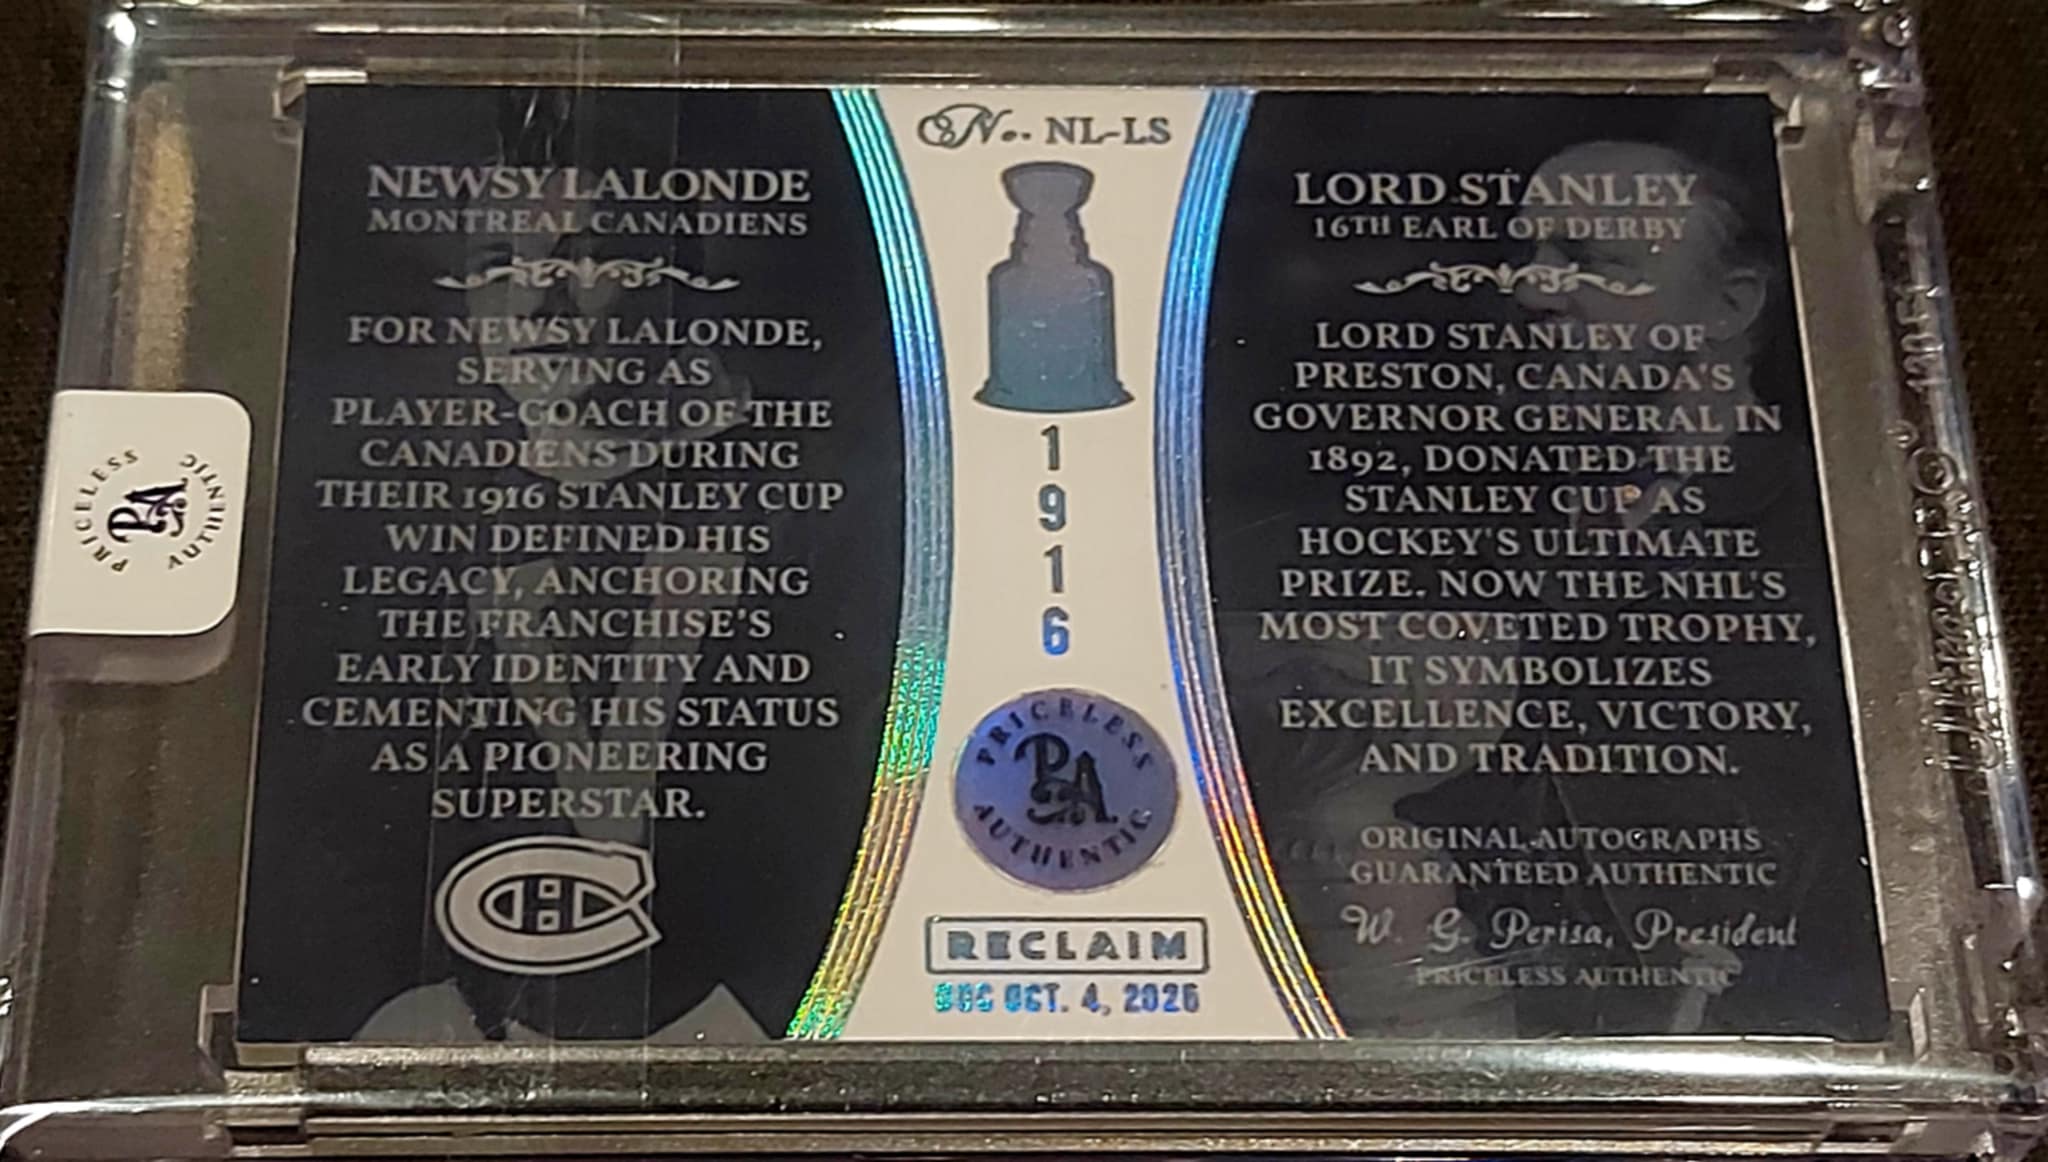 NEWSY LALONDE
MONTREAL CANADIENS
FOR NEWSY LALONDE,
SERVING AS
PLAYER-COACH OF THE
CANADIENS DURING
THEIR 1916 STANLEY CUP
WIN DEFINED HIS
LEGACY, ANCHORING
THE FRANCHISE'S
EARLY IDENTITY AND
CEMENTING HIS STATUS
AS A PIONEERING
SUPERSTAR.
No. NL-LS
1
9
1
6
PRICELESS
PA
AUTHENTIC
RECLAIM
OCT. 4, 2025
LORD STANLEY
16TH EARL OF DERBY
LORD STANLEY OF
PRESTON, CANADA'S
GOVERNOR GENERAL IN
1892, DONATED THE
STANLEY CUP AS
HOCKEY'S ULTIMATE
PRIZE. NOW THE NHL'S
MOST COVETED TROPHY,
IT SYMBOLIZES
EXCELLENCE, VICTORY,
AND TRADITION.
ORIGINAL AUTOGRAPHS
GUARANTEED AUTHENTIC
W. G. Perisa, President
PRICELESS AUTHENTIC
PRICELESS
PA
AUTHENTIC